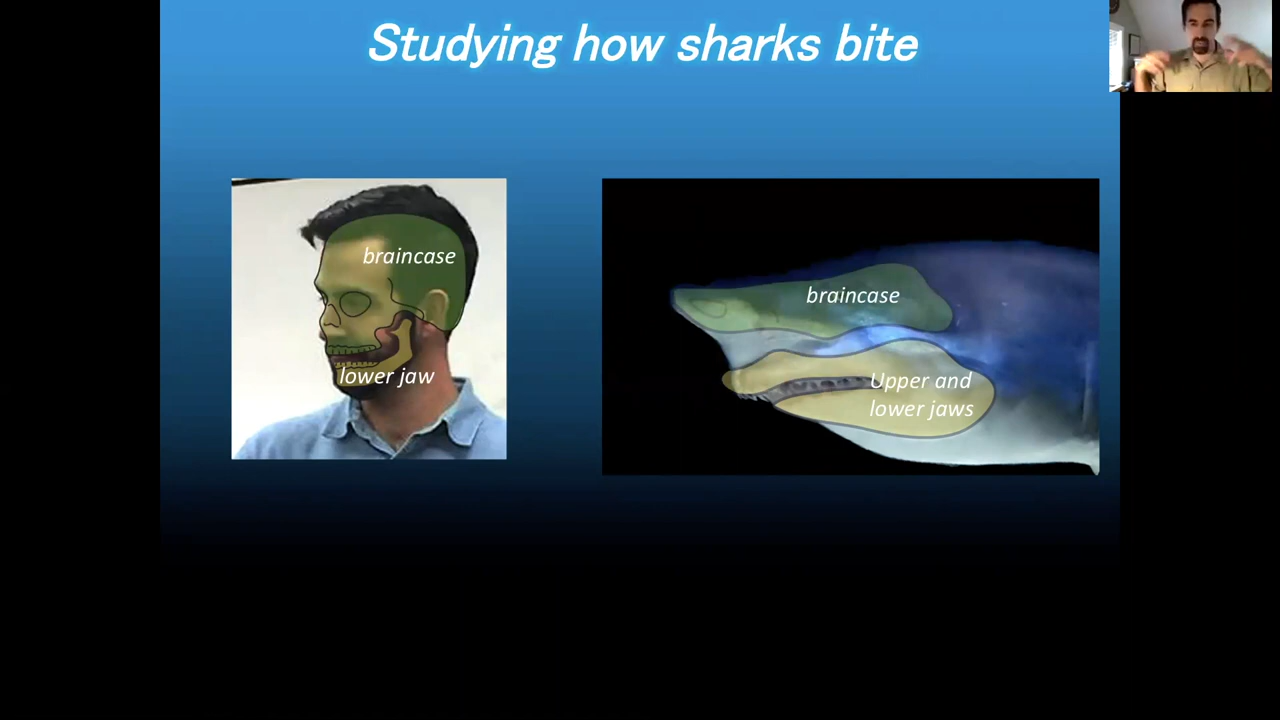 Studying how sharks bite
braincase
lower jaw
braincase
Upper and
lower jaws